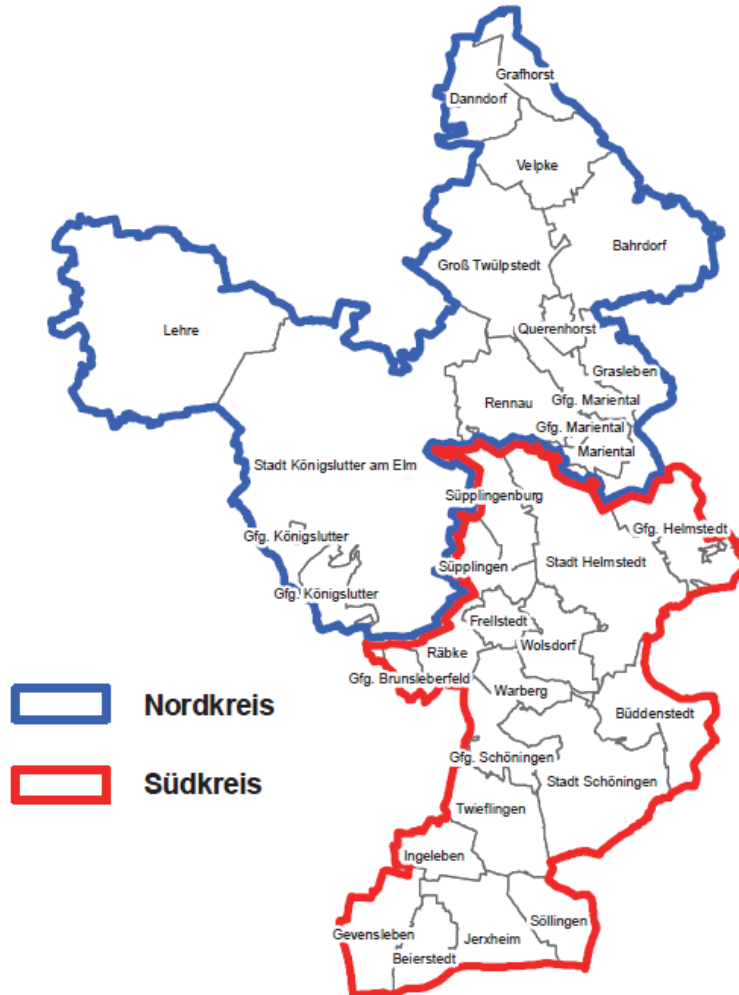 Grafhorst
Danndorf
Velpke
Bahrdorf
Groß Twülpstedt
Lehre
Querenhorst
Grasleben
Rennau
Gfg. Mariental
Gfg. Mariental
Mariental
Stadt Königslutter am Elm
Süpplingenburg
Gfg. Helmstedt
Gfg. Königslutter
Süpplingen
Stadt Helmstedt
Gfg. Königslutter
Frellstedt
Wolsdorf
Räbke
Gfg. Brunsleberfeld
Warberg
Nordkreis
Büddenstedt
Gfg. Schöningen
Südkreis
Stadt Schöningen
Twieflingen
Ingeleben
Söllingen
Gevensleben
Jerxheim
Beierstedt